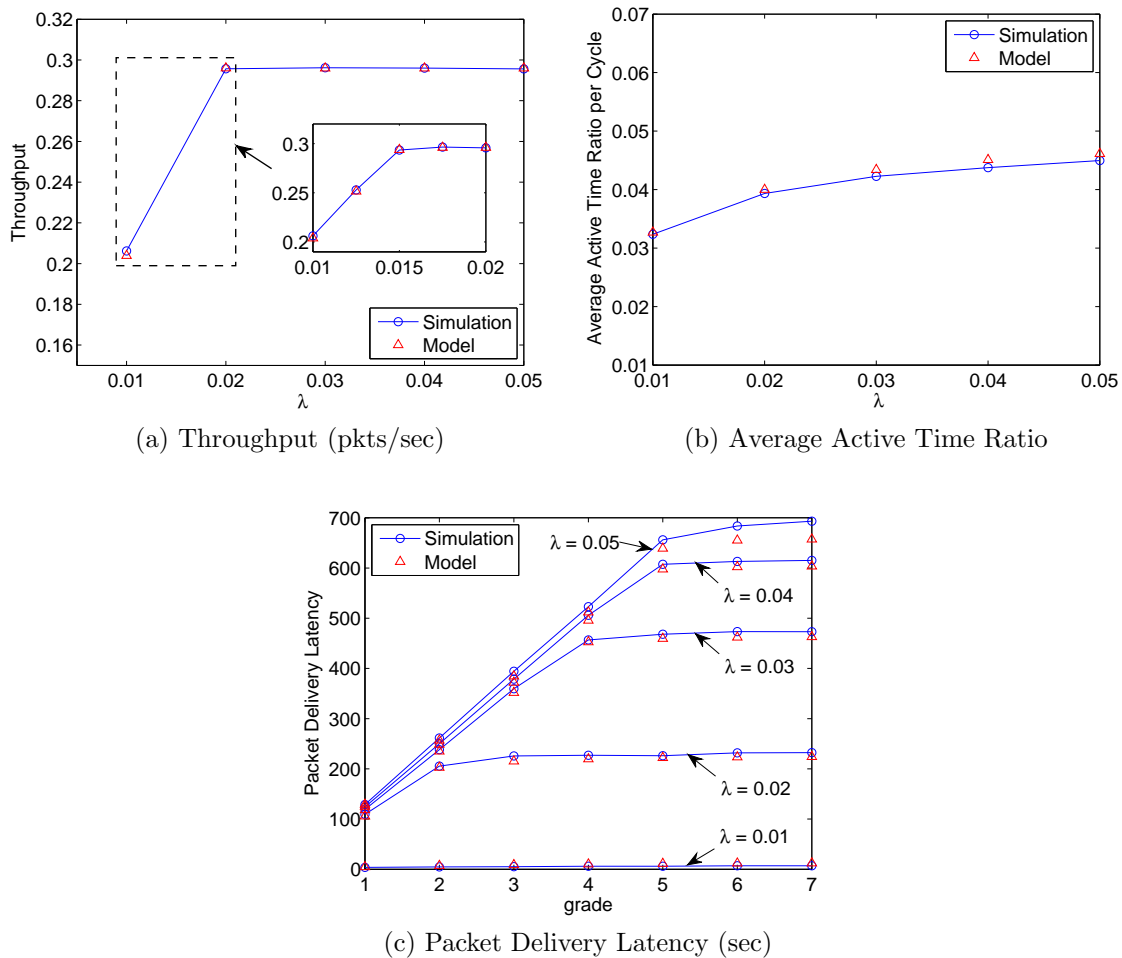 0.32
0.3
0.28
0.26
0.24
0.22
0.2
0.18
0.16
Throughput
0.01 0.02 0.03 0.04 0.05
λ
0.3
0.25
0.2
0.01 0.015 0.02
Simulation
Model
(a) Throughput (pkts/sec)
0.07
0.06
0.05
0.04
0.03
0.02
0.01
Average Active Time Ratio per Cycle
0.01 0.02 0.03 0.04 0.05
λ
Simulation
Model
(b) Average Active Time Ratio
700
600
500
400
300
200
100
0
Packet Delivery Latency
Simulation
Model
λ = 0.05
λ = 0.04
λ = 0.03
λ = 0.02
λ = 0.01
1 2 3 4 5 6 7
grade
(c) Packet Delivery Latency (sec)